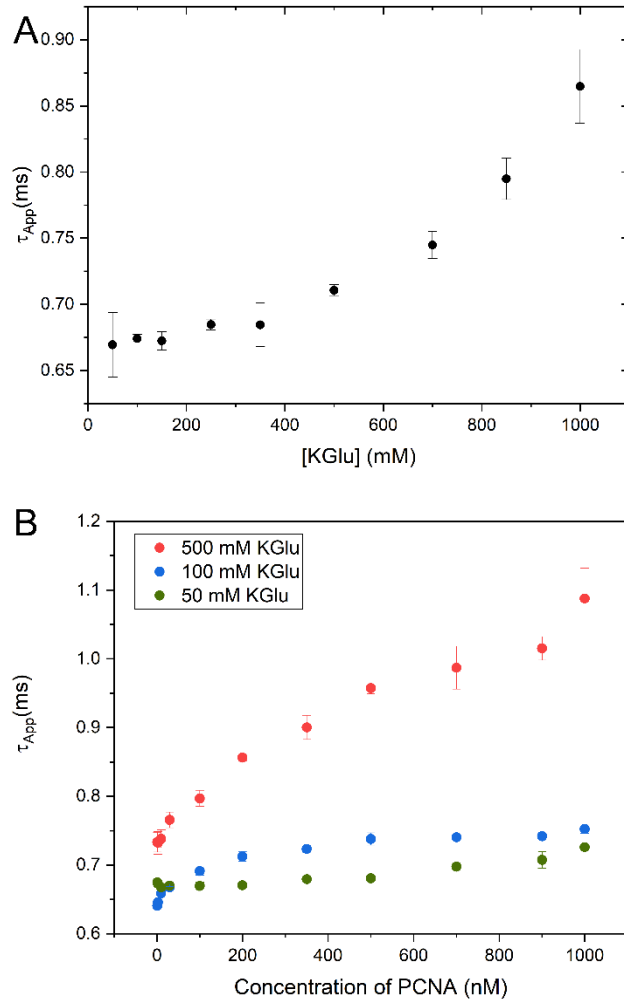 A
0.90
0.85
0.80
0.75
0.70
0.65
τApp(ms)
0 200 400 600 800 1000
[KGlu] (mM)
B
1.2
1.1
1.0
0.9
0.8
0.7
0.6
τApp(ms)
500 mM KGlu
100 mM KGlu
50 mM KGlu
0 200 400 600 800 1000
Concentration of PCNA (nM)